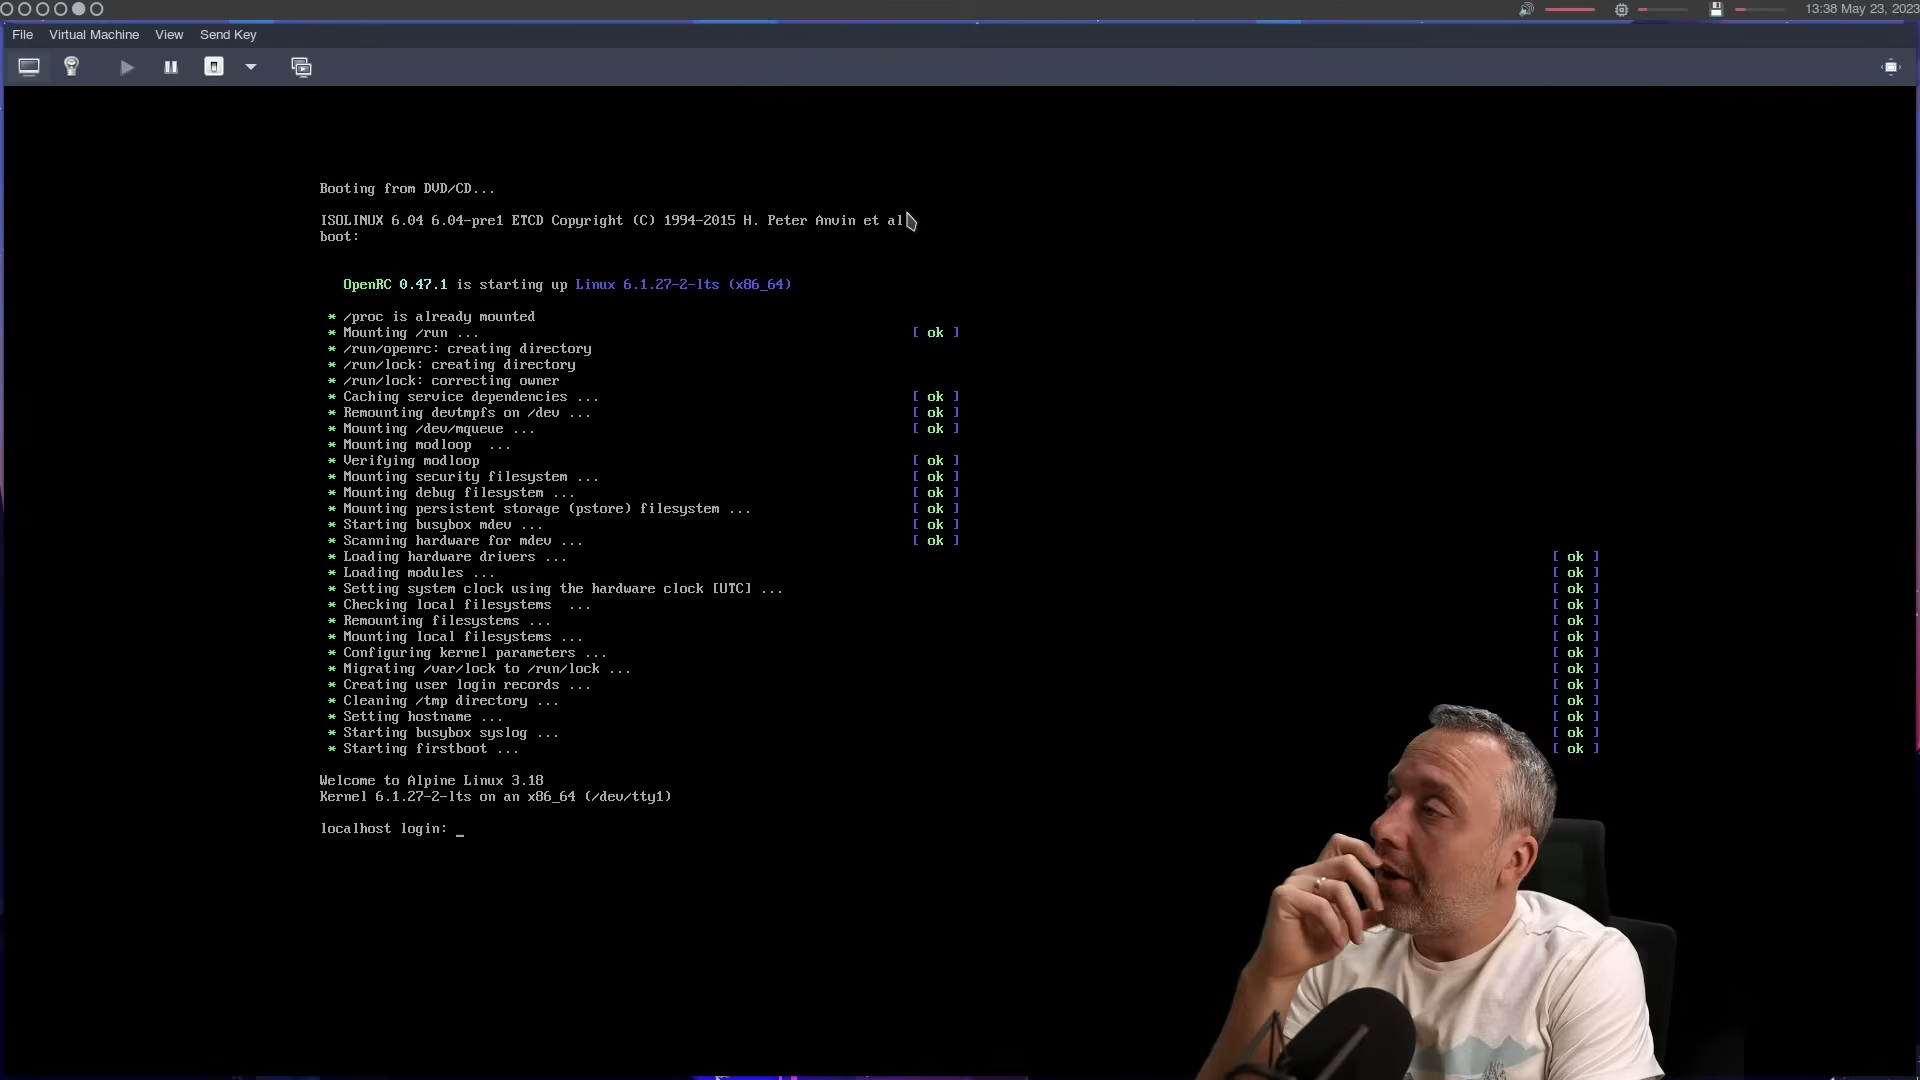 13:38 May 23, 2023
File Virtual Machine View Send Key
Booting from DVD/CD...
ISOLINUX 6.04 6.04-pre1 ETCD Copyright (C) 1994-2015 H. Peter Anvin et al
boot:
OpenRC 0.47.1 is starting up Linux 6.1.27-2-lts (x86_64)
* /proc is already mounted
* Mounting /run ... [ ok ]
* /run/openrc: creating directory
* /run/lock: creating directory
* /run/lock: correcting owner
* Caching service dependencies ... [ ok ]
* Remounting devtmpfs on /dev ... [ ok ]
* Mounting /dev/mqueue ... [ ok ]
* Mounting modloop ...
* Verifying modloop [ ok ]
* Mounting security filesystem ... [ ok ]
* Mounting debug filesystem ... [ ok ]
* Mounting persistent storage (pstore) filesystem ... [ ok ]
* Starting busybox mdev ... [ ok ]
* Scanning hardware for mdev ... [ ok ]
* Loading hardware drivers ... [ ok ]
* Loading modules ... [ ok ]
* Setting system clock using the hardware clock [UTC] ... [ ok ]
* Checking local filesystems ... [ ok ]
* Remounting filesystems ... [ ok ]
* Mounting local filesystems ... [ ok ]
* Configuring kernel parameters ... [ ok ]
* Migrating /var/lock to /run/lock ... [ ok ]
* Creating user login records ... [ ok ]
* Cleaning /tmp directory ... [ ok ]
* Setting hostname ... [ ok ]
* Starting busybox syslog ... [ ok ]
* Starting firstboot ... [ ok ]
Welcome to Alpine Linux 3.18
Kernel 6.1.27-2-lts on an x86_64 (/dev/tty1)
localhost login: _